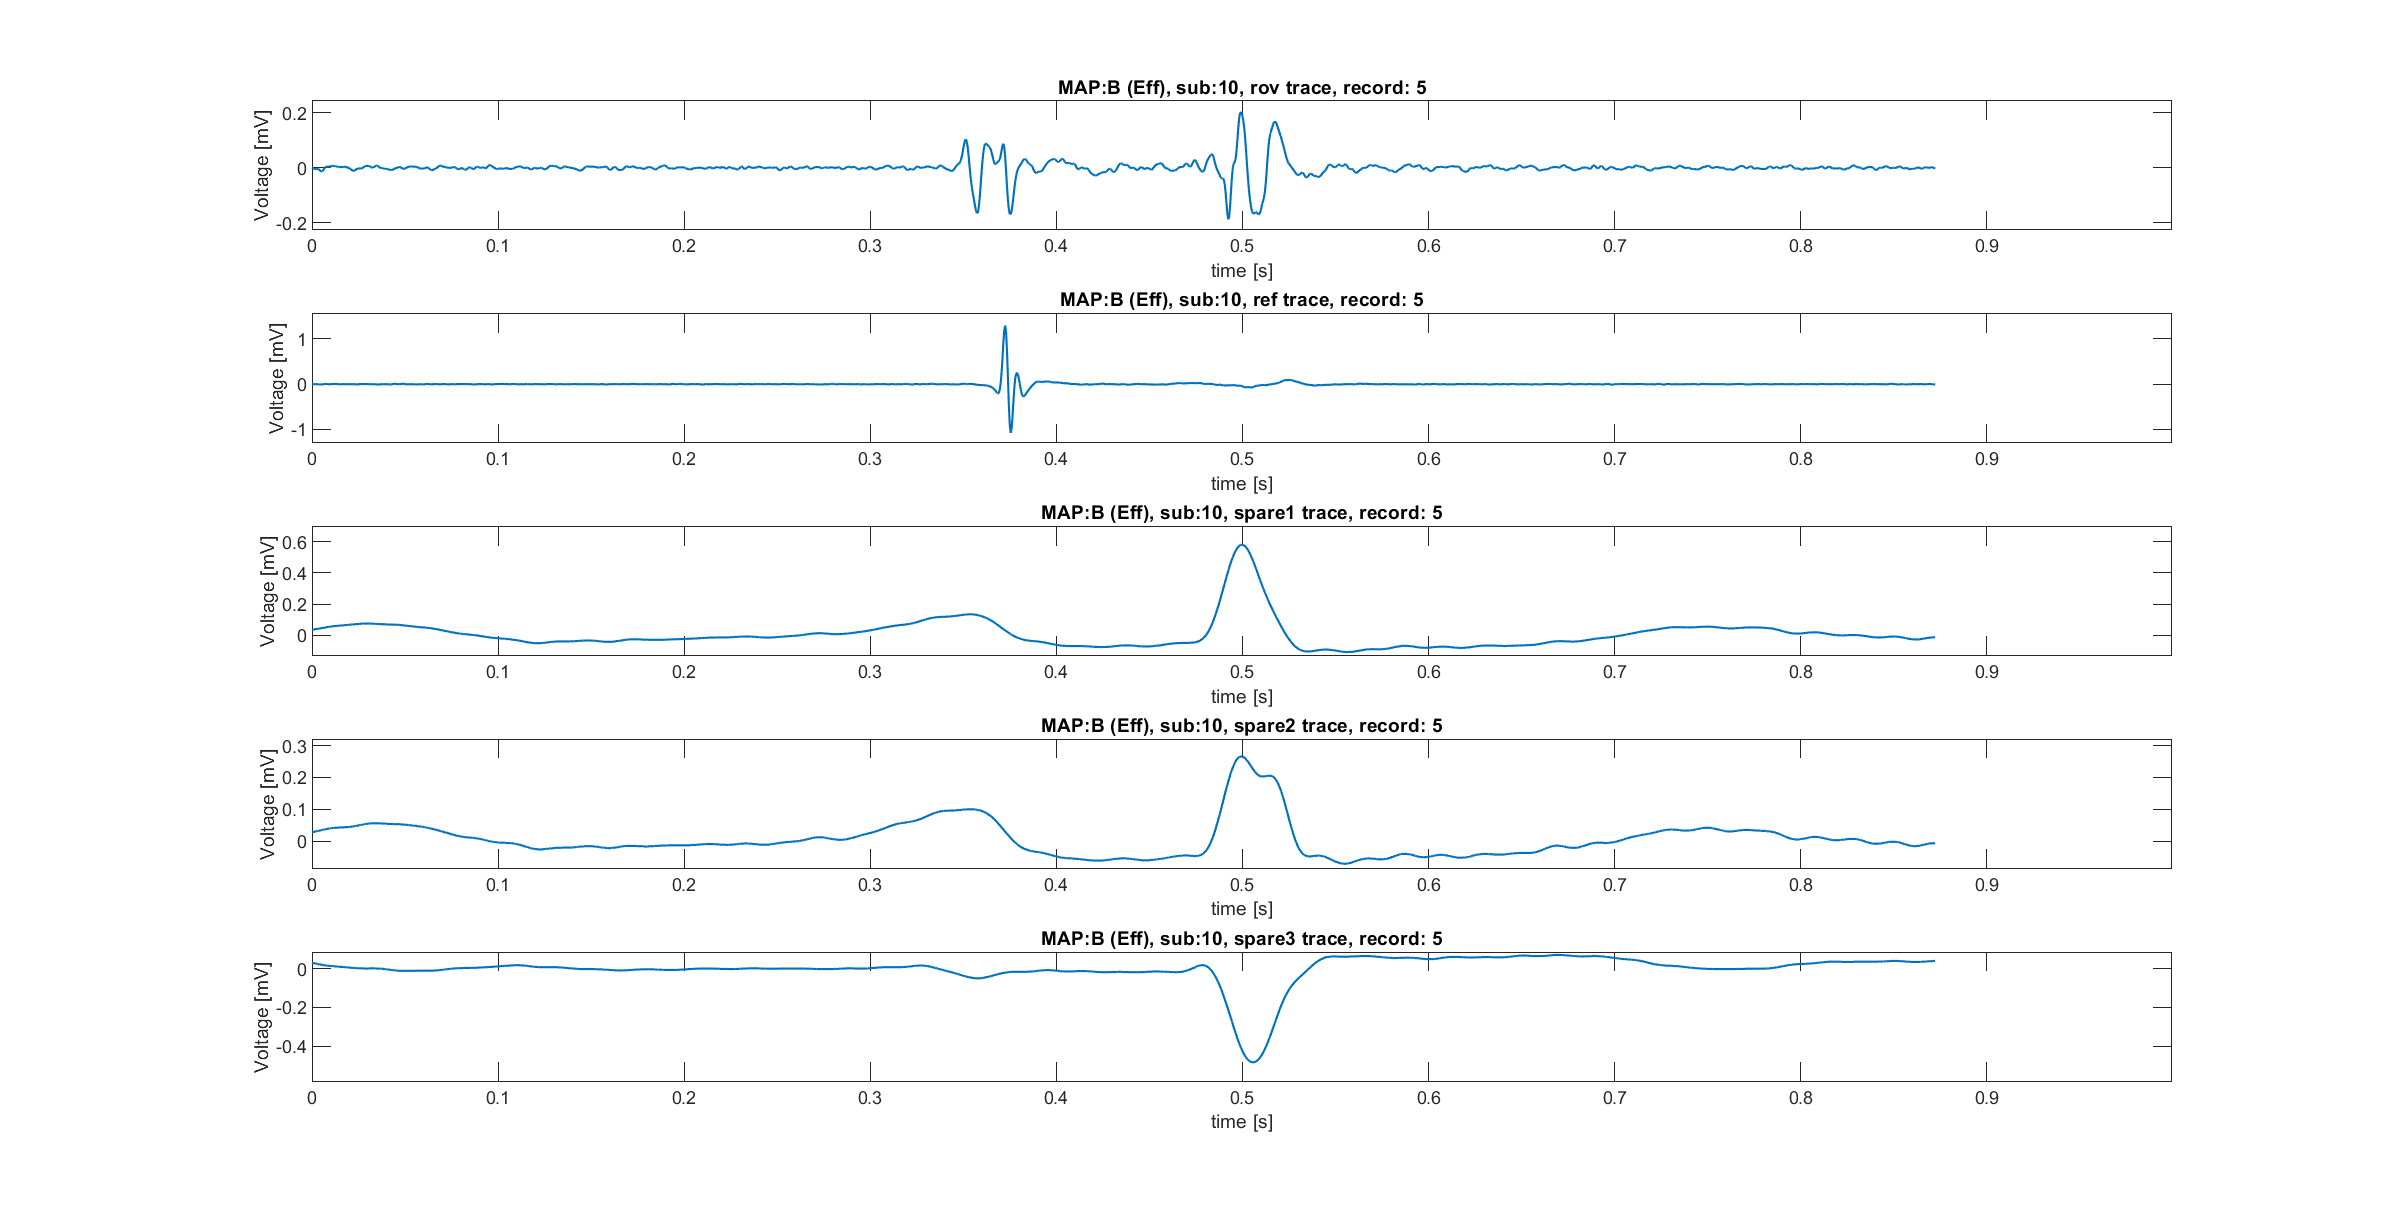 MAP:B (Eff), sub:10, rov trace, record: 5
Voltage [mV]
0.2
0
-0.2
0 0.1 0.2 0.3 0.4 0.5 0.6 0.7 0.8 0.9
time [s]
MAP:B (Eff), sub:10, ref trace, record: 5
Voltage [mV]
1
0
-1
0 0.1 0.2 0.3 0.4 0.5 0.6 0.7 0.8 0.9
time [s]
MAP:B (Eff), sub:10, spare1 trace, record: 5
Voltage [mV]
0.6
0.4
0.2
0
0 0.1 0.2 0.3 0.4 0.5 0.6 0.7 0.8 0.9
time [s]
MAP:B (Eff), sub:10, spare2 trace, record: 5
Voltage [mV]
0.3
0.2
0.1
0
0 0.1 0.2 0.3 0.4 0.5 0.6 0.7 0.8 0.9
time [s]
MAP:B (Eff), sub:10, spare3 trace, record: 5
Voltage [mV]
0
-0.2
-0.4
0 0.1 0.2 0.3 0.4 0.5 0.6 0.7 0.8 0.9
time [s]